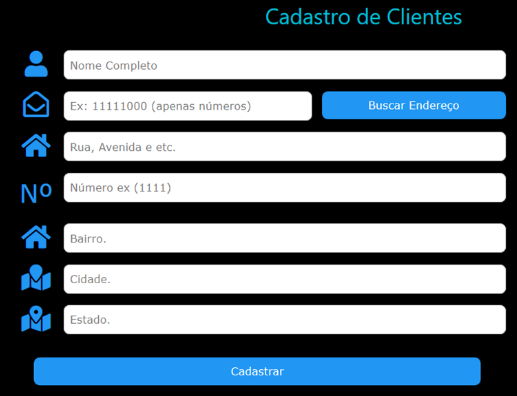 Cadastro de Clientes
Nome Completo
Ex: 11111000 (apenas números) Buscar Endereço
Rua, Avenida e etc.
Nº Número ex (1111)
Bairro.
Cidade.
Estado.
Cadastrar